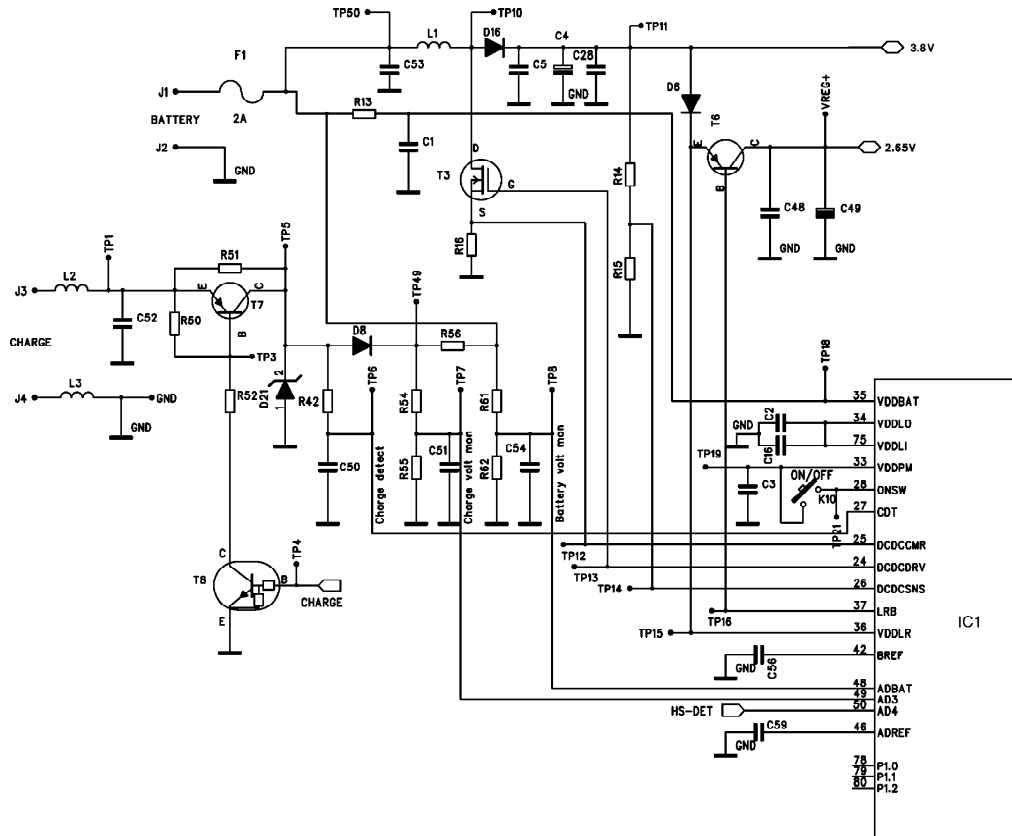 TP50
TP10
TP11
L1
D16
C4
C5
C28
GND
C53
3.8V
F1
2A
J1
BATTERY
J2
GND
R13
C1
D6
T6
E
C
B
VREG+
2.65V
C48
C49
GND
GND
T3
D
G
S
R16
R14
R15
TP1
TP5
R51
L2
J3
E
C
T7
B
C52
R50
TP3
CHARGE
L3
J4
GND
GND
R52
D21
2
1
R42
D8
TP49
R56
TP6
TP7
TP8
R54
R61
C50
R55
C51
R62
C54
Charge detect
Charge volt mon
Battery volt mon
TP18
35 VDDBAT
34 VDDLO
75 VDDLI
33 VDDPM
28 ONSW
27 CDT
25 DCDCCMR
24 DCDCDRV
26 DCDCSNS
37 LRB
36 VDDLR
42 BREF
48 ADBAT
49 AD3
50 AD4
46 ADREF
78 P1.0
79 P1.1
80 P1.2
IC1
GND
C2
C16
TP19
C3
ON/OFF
K10
TP21
TP12
TP13
TP14
TP16
TP15
GND
C56
HS-DET
GND
C59
C
T8
B
E
TP4
CHARGE